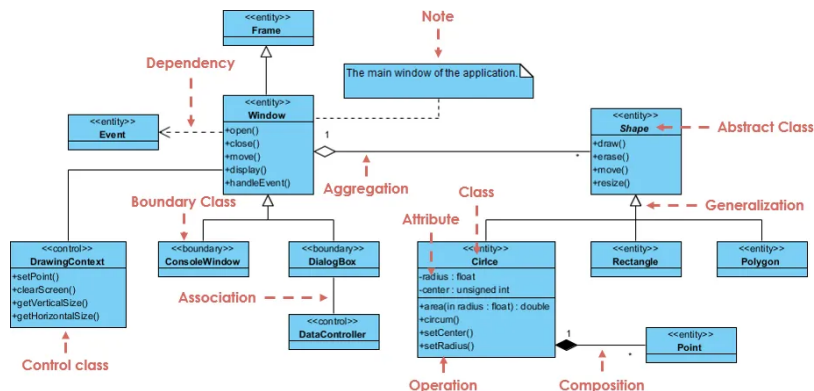 <<entity>>
Frame
Note
Dependency
The main window of the application.
<<entity>>
Window
+open()
+close()
+move()
+display()
+handleEvent()
<<entity>>
Event
1
*
Aggregation
<<entity>>
Shape
+draw()
+erase()
+move()
+resize()
Abstract Class
Boundary Class
Class
Attribute
Generalization
<<control>>
DrawingContext
+setPoint()
+clearScreen()
+getVerticalSize()
+getHorizontalSize()
<<boundary>>
ConsoleWindow
<<boundary>>
DialogBox
<<entity>>
Cirlce
-radius : float
-center : unsigned int
+area(in radius : float) : double
+circum()
+setCenter()
+setRadius()
<<entity>>
Rectangle
<<entity>>
Polygon
Association
<<control>>
DataController
1
*
<<entity>>
Point
Control class
Operation
Composition